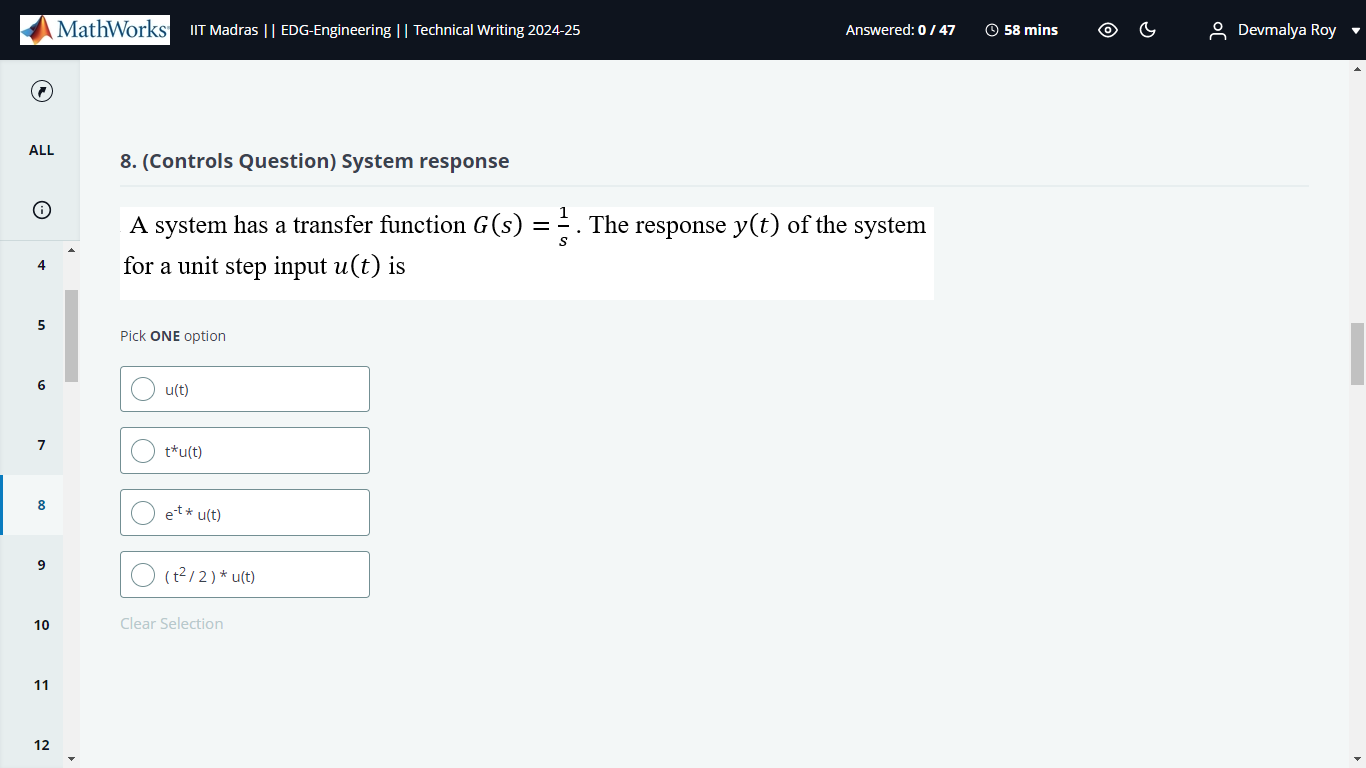 MathWorks IIT Madras || EDG-Engineering || Technical Writing 2024-25 Answered: 0 / 47 58 mins Devmalya Roy
ALL
4
5
6
7
8
9
10
11
12
8. (Controls Question) System response
A system has a transfer function G(s) = 1/s . The response y(t) of the system
for a unit step input u(t) is
Pick ONE option
u(t)
t*u(t)
e^-t * u(t)
( t² / 2 ) * u(t)
Clear Selection